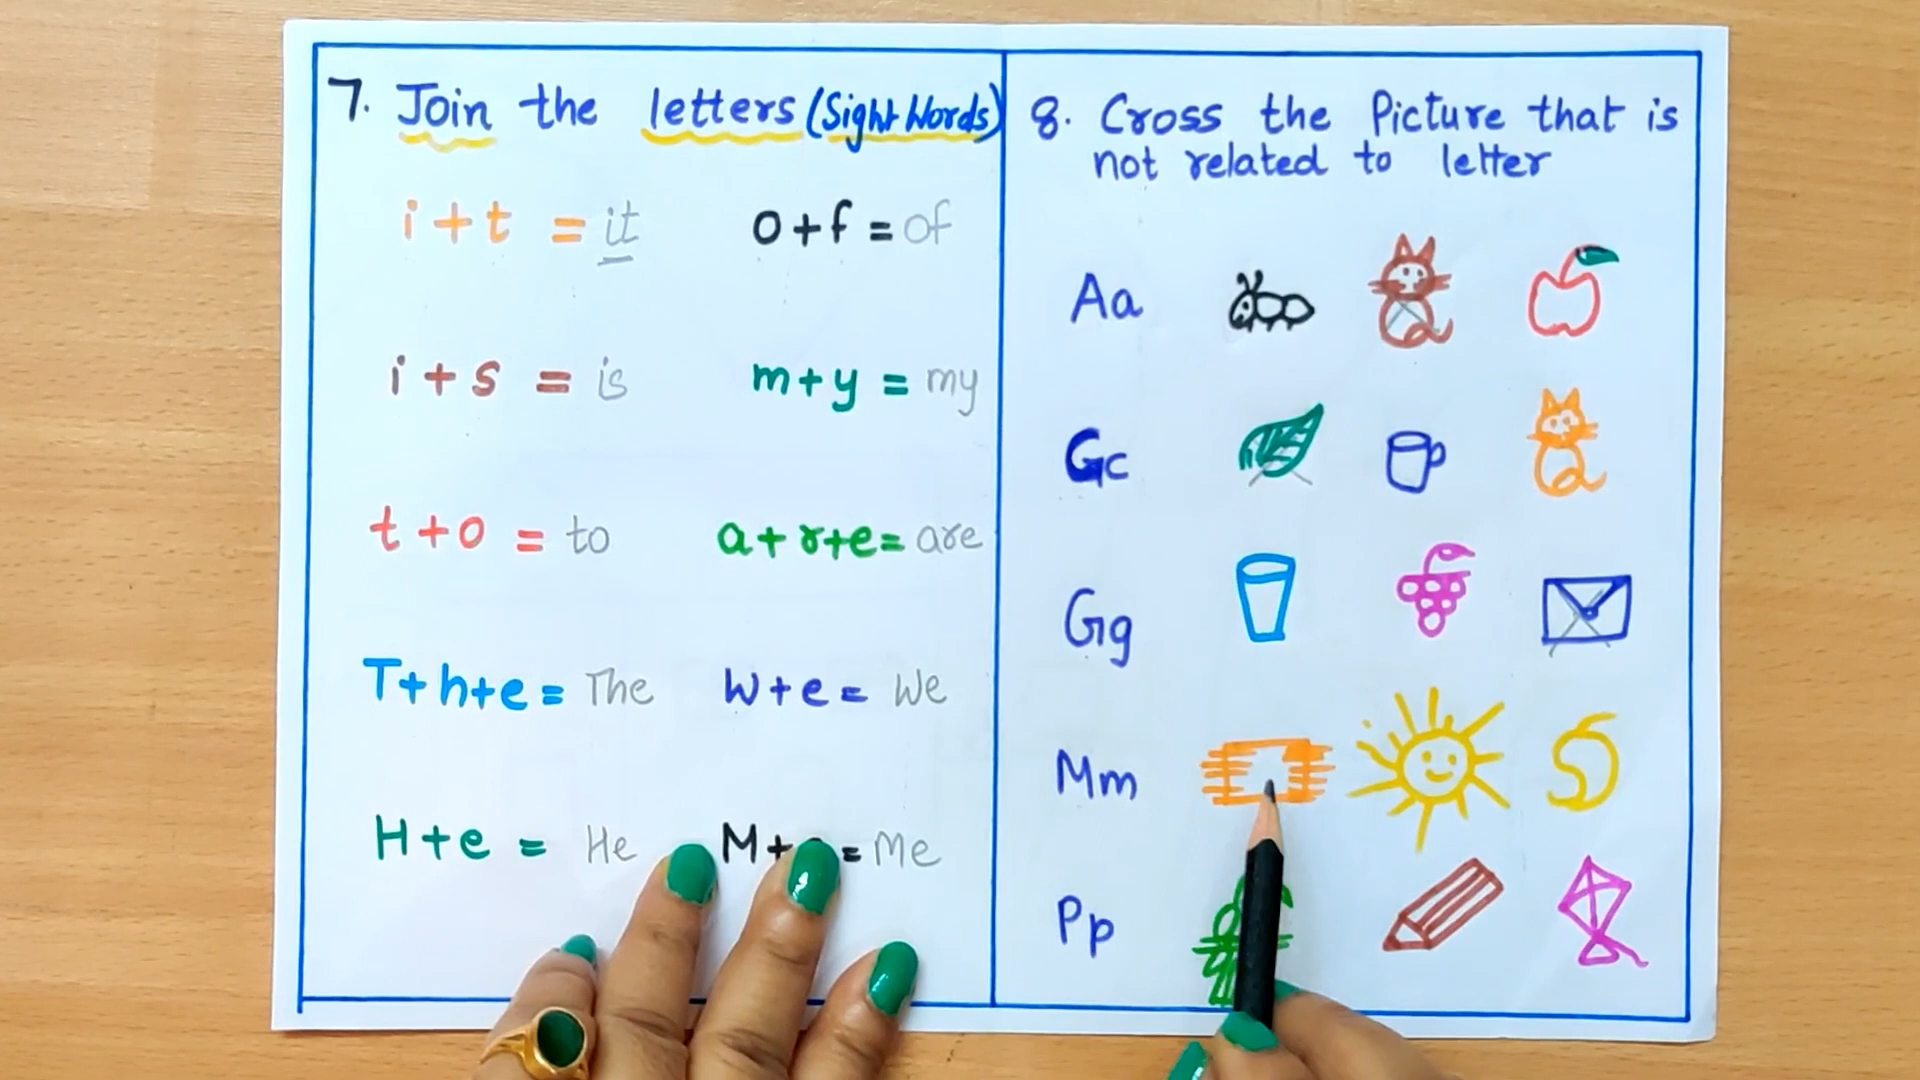 7. Join the letters (Sight Words)
i + t = it
o + f = of
i + s = is
m + y = my
t + o = to
a + r + e = are
T + h + e = The
W + e = We
H + e = He
M + = Me
8. Cross the Picture that is
not related to letter
Aa
Gc
Gg
Mm
Pp